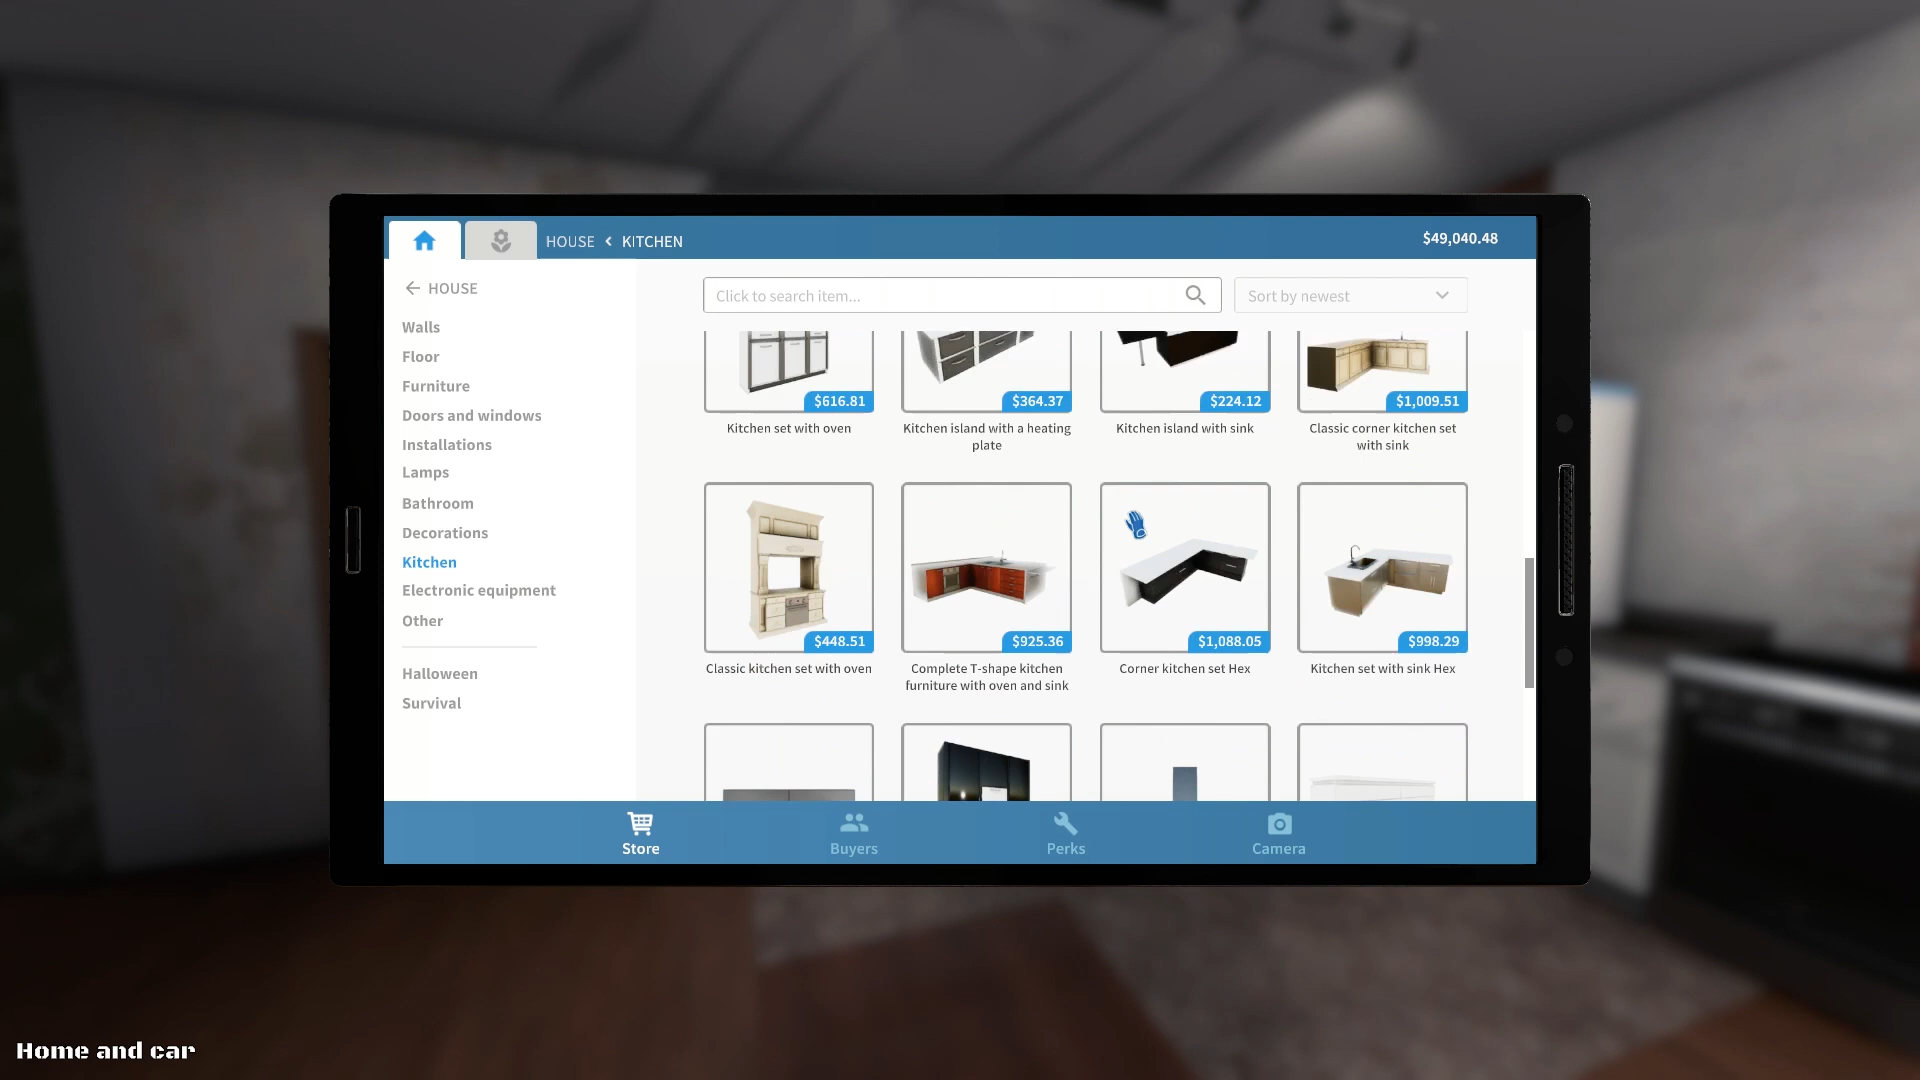 HOUSE < KITCHEN
$49,040.48
HOUSE
Click to search item...
Sort by newest
Walls
Floor
Furniture
Doors and windows
Installations
Lamps
Bathroom
Decorations
Kitchen
Electronic equipment
Other
Halloween
Survival
$616.81
$364.37
$224.12
$1,009.51
Kitchen set with oven
Kitchen island with a heating
plate
Kitchen island with sink
Classic corner kitchen set
with sink
$448.51
$925.36
$1,088.05
$998.29
Classic kitchen set with oven
Complete T-shape kitchen
furniture with oven and sink
Corner kitchen set Hex
Kitchen set with sink Hex
Store
Buyers
Perks
Camera
Home and car